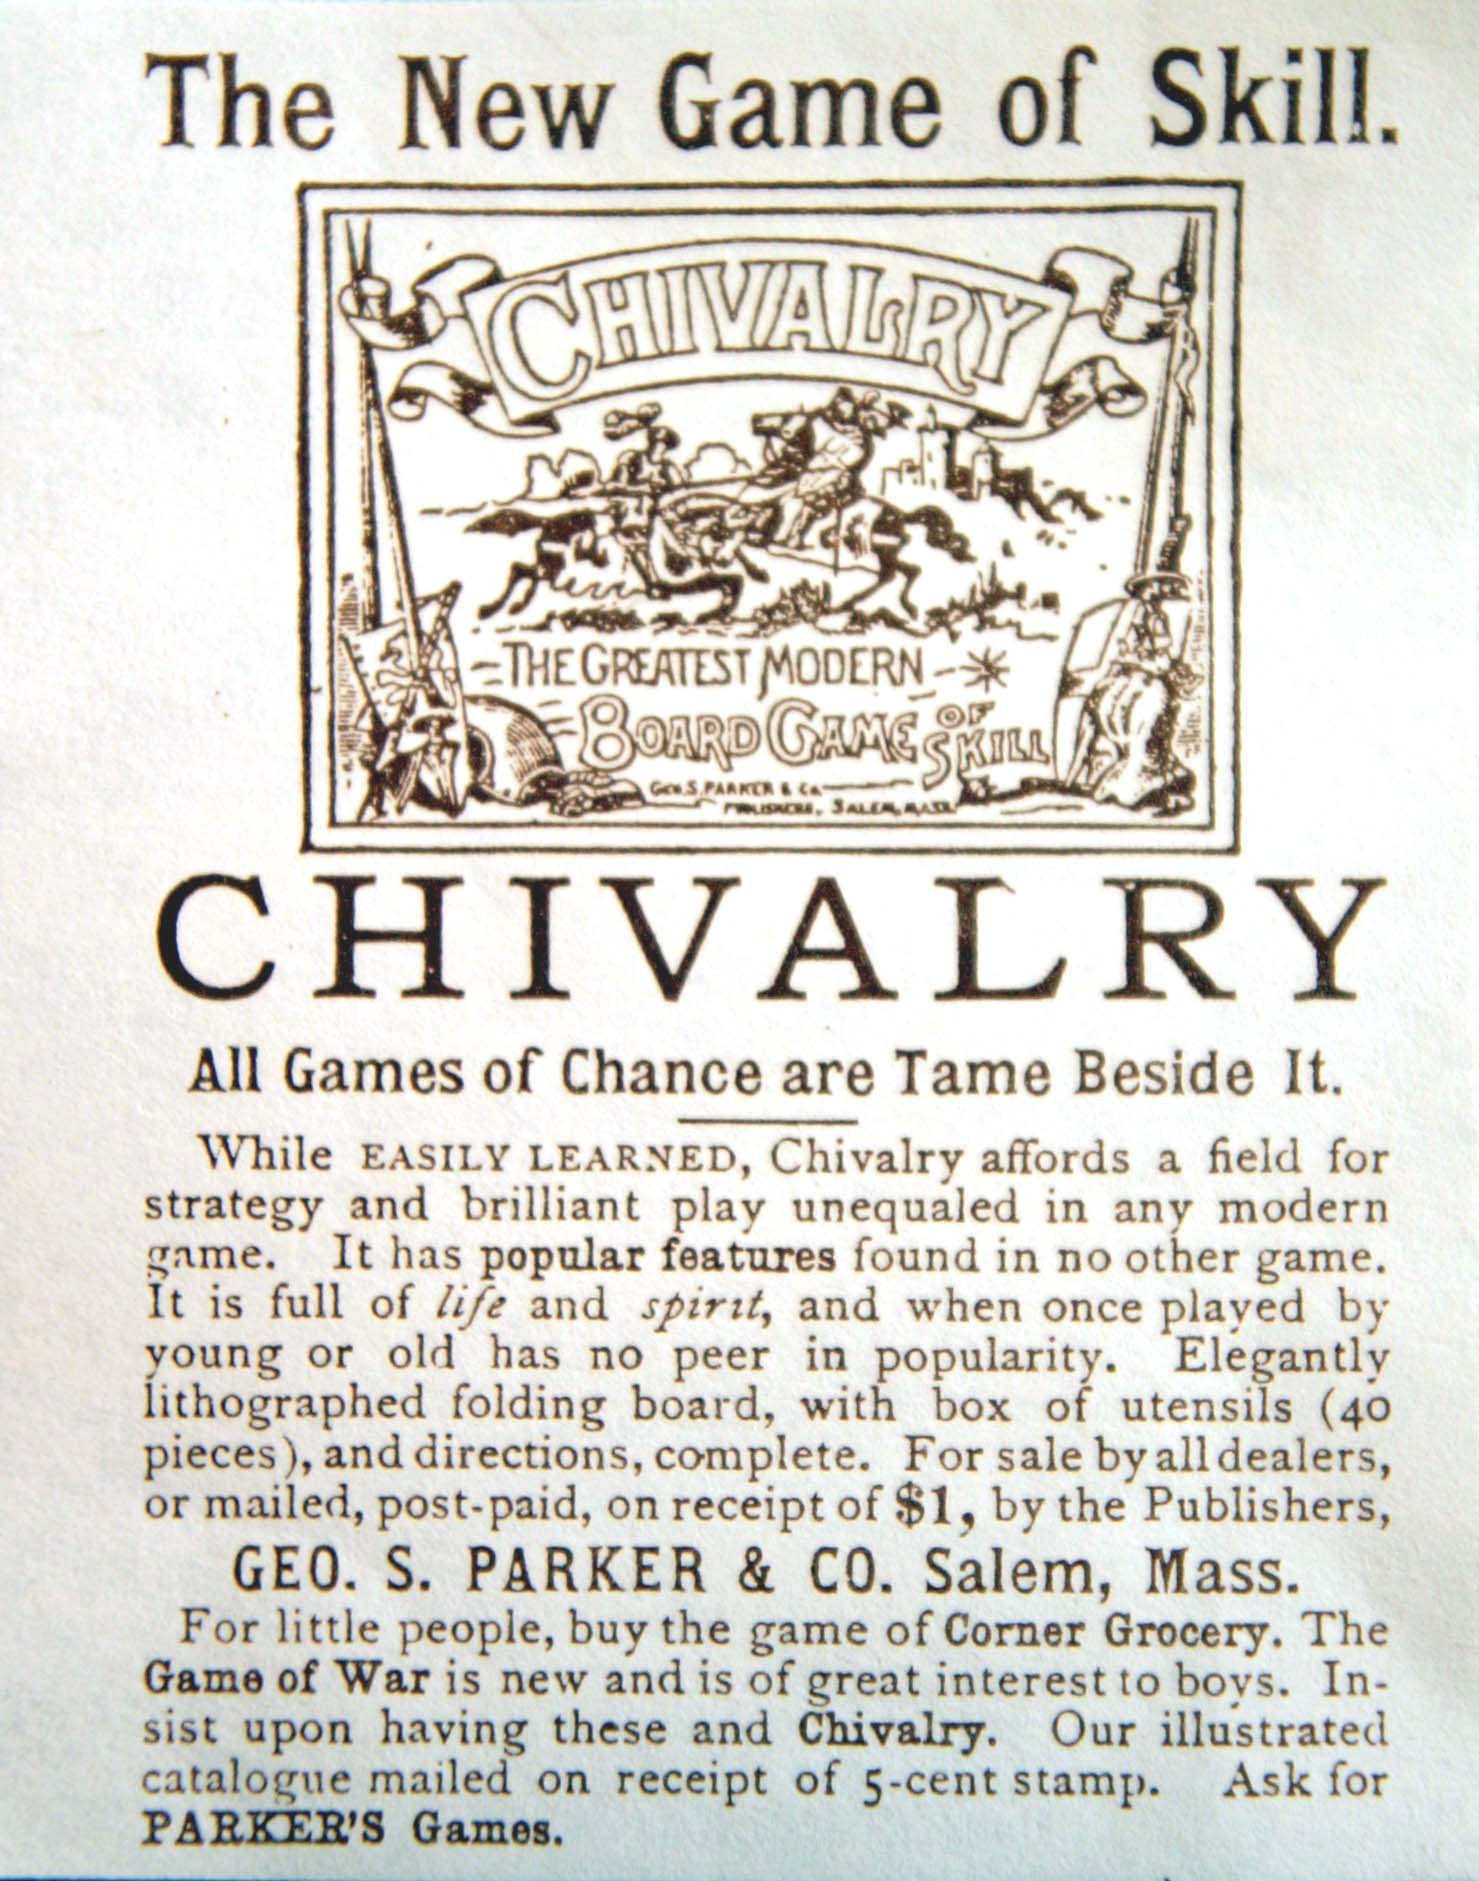 The New Game of Skill.
CHIVALRY
THE GREATEST MODERN
BOARD GAME OF SKILL
GEO. S. PARKER & CO.
PUBLISHERS, SALEM, MASS.
CHIVALRY
All Games of Chance are Tame Beside It.
While EASILY LEARNED, Chivalry affords a field for
strategy and brilliant play unequaled in any modern
game. It has popular features found in no other game.
It is full of life and spirit, and when once played by
young or old has no peer in popularity. Elegantly
lithographed folding board, with box of utensils (40
pieces), and directions, complete. For sale by all dealers,
or mailed, post-paid, on receipt of $1, by the Publishers,
GEO. S. PARKER & CO. Salem, Mass.
For little people, buy the game of Corner Grocery. The
Game of War is new and is of great interest to boys. In-
sist upon having these and Chivalry. Our illustrated
catalogue mailed on receipt of 5-cent stamp. Ask for
PARKER'S Games.